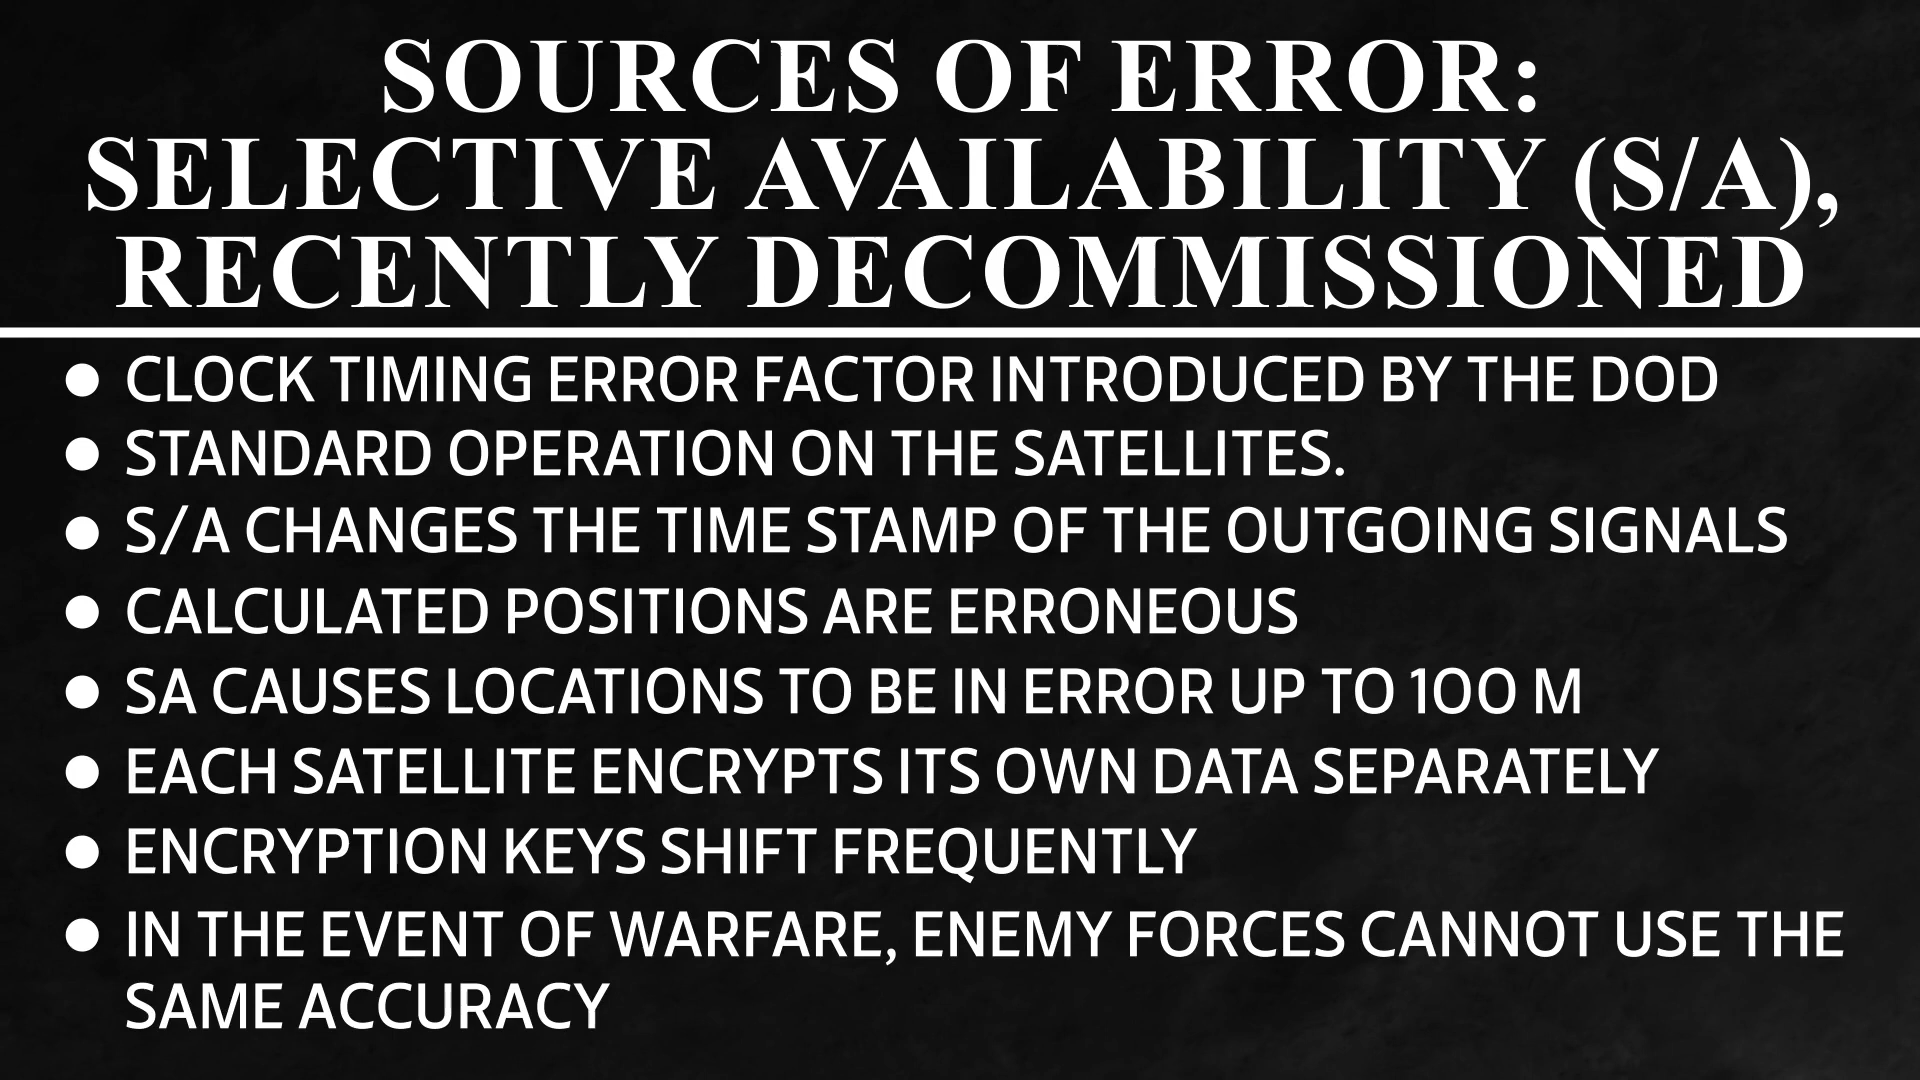 SOURCES OF ERROR:
SELECTIVE AVAILABILITY (S/A),
RECENTLY DECOMMISSIONED
● CLOCK TIMING ERROR FACTOR INTRODUCED BY THE DOD
● STANDARD OPERATION ON THE SATELLITES.
● S/A CHANGES THE TIME STAMP OF THE OUTGOING SIGNALS
● CALCULATED POSITIONS ARE ERRONEOUS
● SA CAUSES LOCATIONS TO BE IN ERROR UP TO 100 M
● EACH SATELLITE ENCRYPTS ITS OWN DATA SEPARATELY
● ENCRYPTION KEYS SHIFT FREQUENTLY
● IN THE EVENT OF WARFARE, ENEMY FORCES CANNOT USE THE
SAME ACCURACY